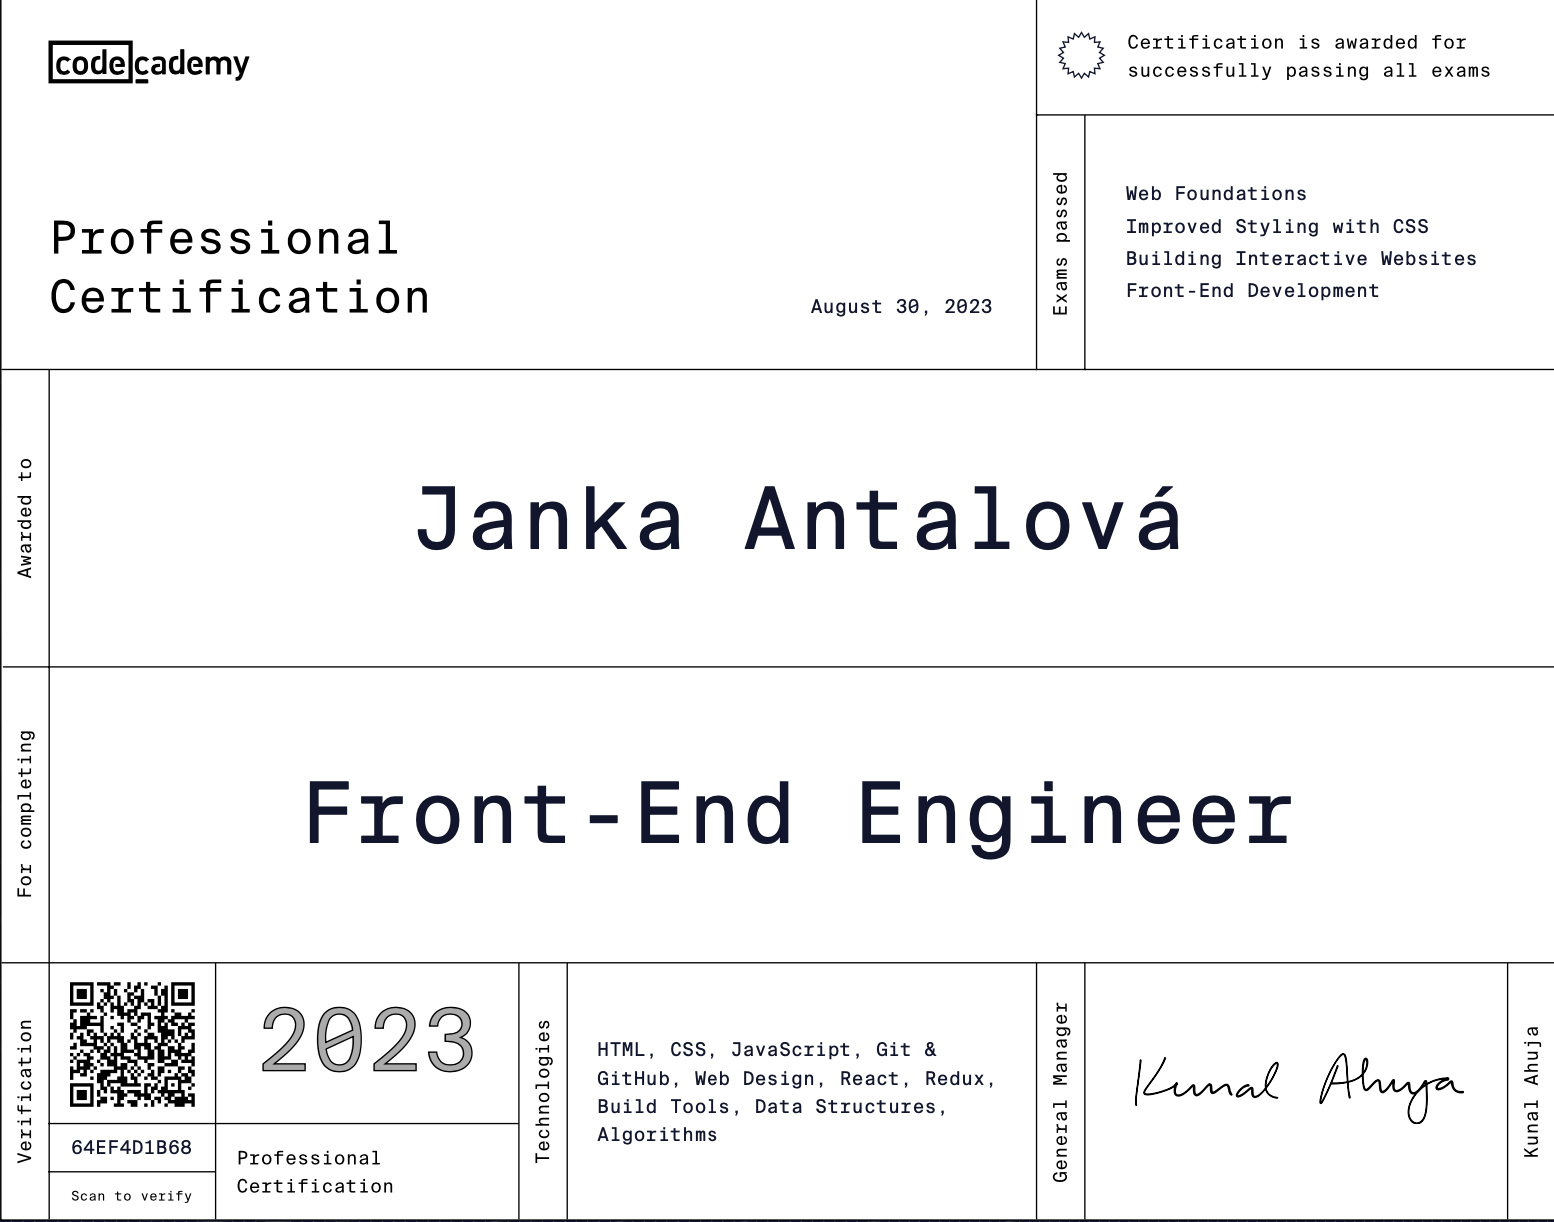 codecademy
Professional
Certification
August 30, 2023
Certification is awarded for
successfully passing all exams
Exams passed
Web Foundations
Improved Styling with CSS
Building Interactive Websites
Front-End Development
Awarded to
Janka Antalová
For completing
Front-End Engineer
Verification
64EF4D1B68
Scan to verify
2023
Professional
Certification
Technologies
HTML, CSS, JavaScript, Git &
GitHub, Web Design, React, Redux,
Build Tools, Data Structures,
Algorithms
General Manager
Kunal Ahuja
Kunal Ahuja